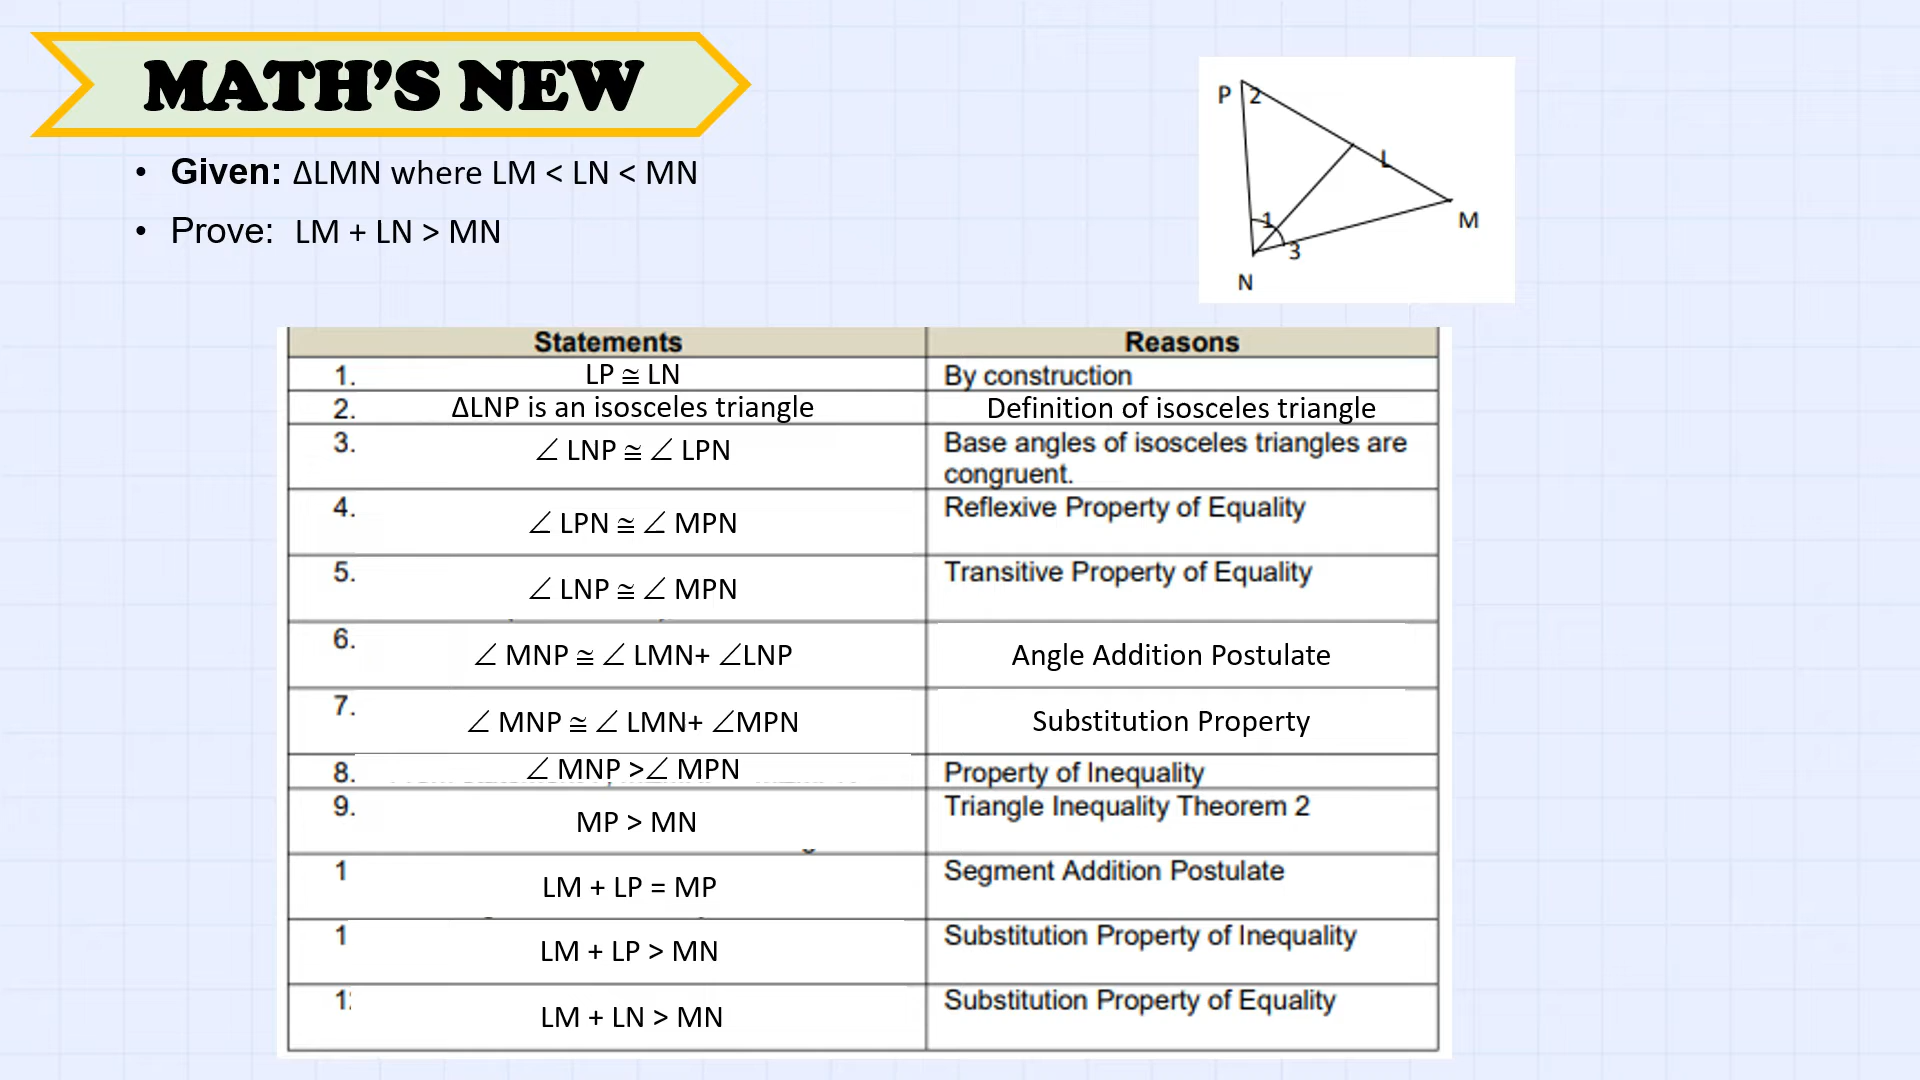 MATH'S NEW
• Given: ΔLMN where LM < LN < MN
• Prove: LM + LN > MN
P 2
L
1
M
3
N
Statements Reasons
1. LP ≅ LN By construction
2. ΔLNP is an isosceles triangle Definition of isosceles triangle
3. ∠ LNP ≅ ∠ LPN Base angles of isosceles triangles are
congruent.
4. ∠ LPN ≅ ∠ MPN Reflexive Property of Equality
5. ∠ LNP ≅ ∠ MPN Transitive Property of Equality
6. ∠ MNP ≅ ∠ LMN+ ∠LNP Angle Addition Postulate
7. ∠ MNP ≅ ∠ LMN+ ∠MPN Substitution Property
8. ∠ MNP >∠ MPN Property of Inequality
9. MP > MN Triangle Inequality Theorem 2
1 LM + LP = MP Segment Addition Postulate
1 LM + LP > MN Substitution Property of Inequality
1 LM + LN > MN Substitution Property of Equality